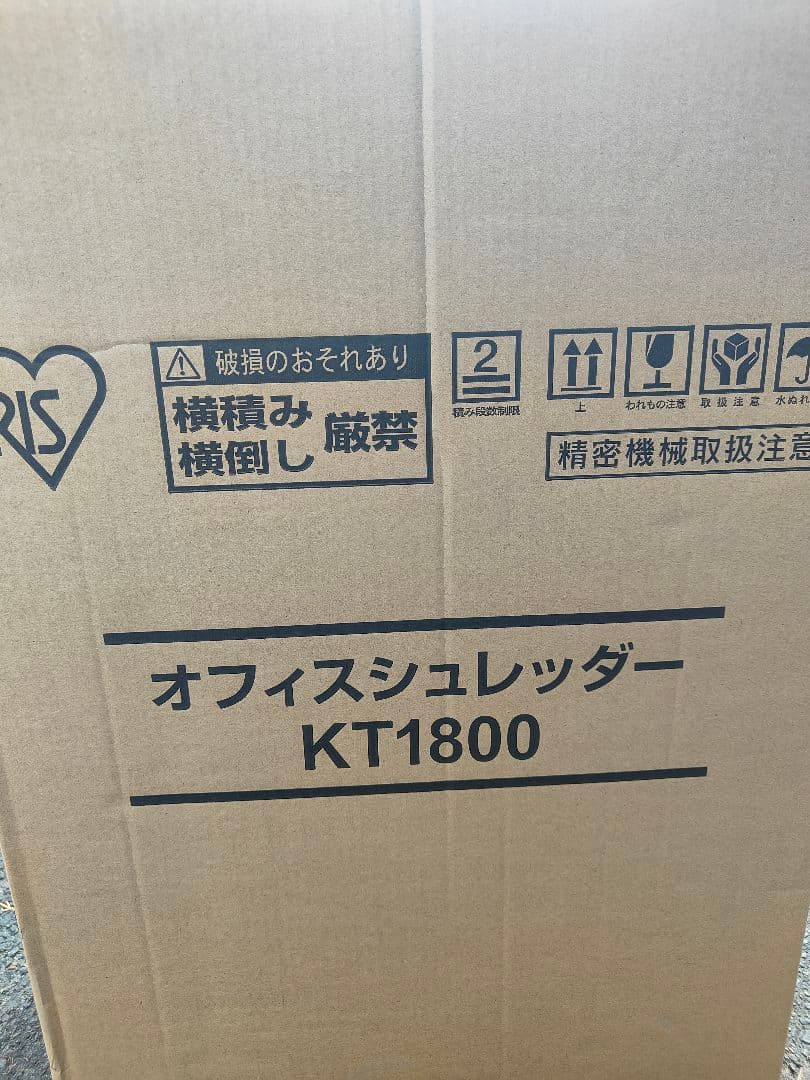 RIS
破損のおそれあり
横積み
横倒し
厳禁
2
積み段数制限
上
われもの注意
取扱注意
水ぬれ
精密機械取扱注意
オフィスシュレッダー
KT1800